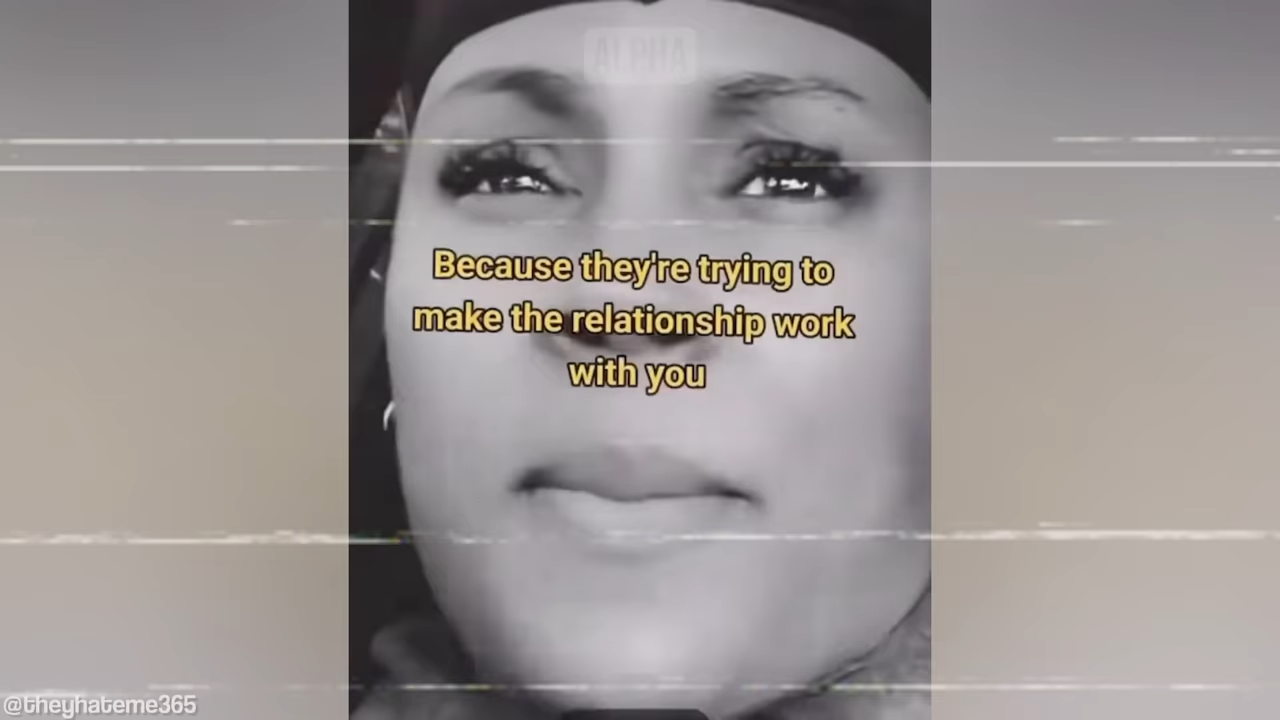 ALPHA
Because they're trying to
make the relationship work
with you
@theyhateme365